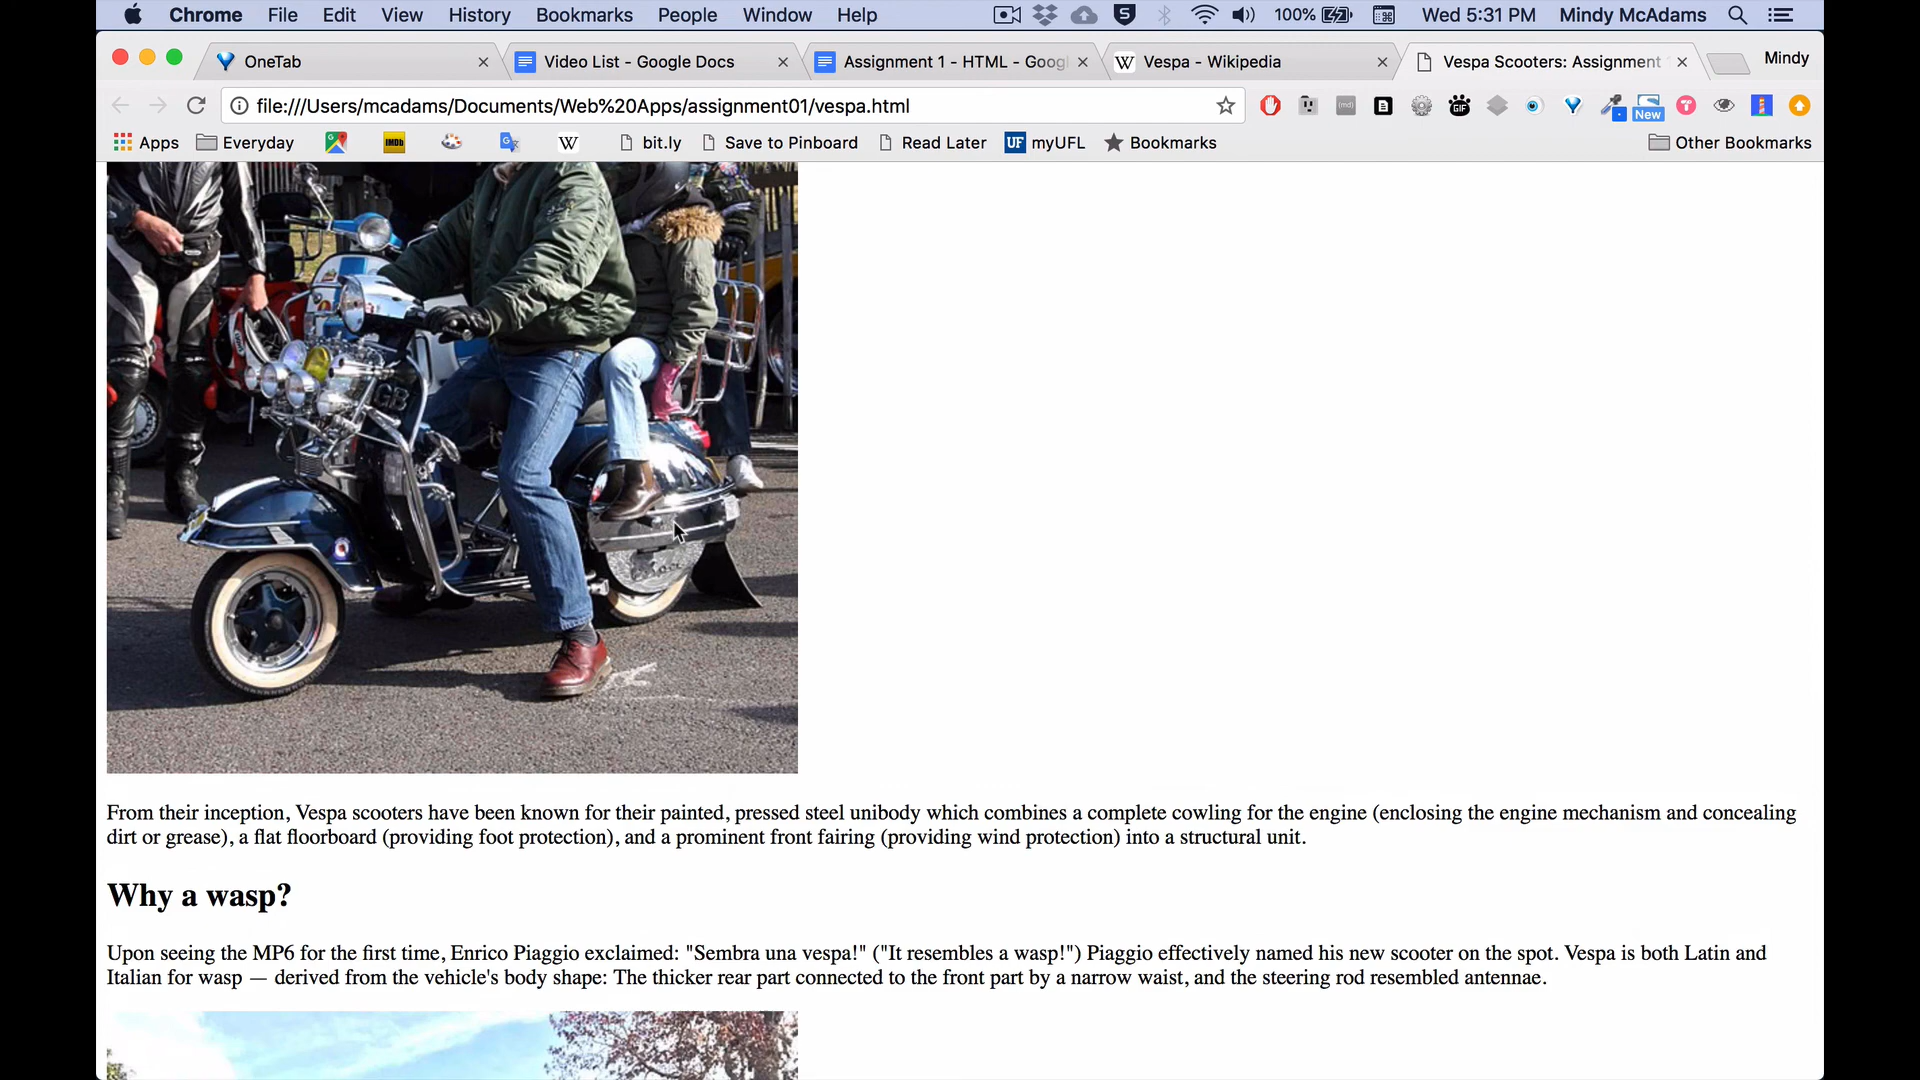 Chrome File Edit View History Bookmarks People Window Help 100% Wed 5:31 PM Mindy McAdams
OneTab Video List - Google Docs Assignment 1 - HTML - Goog Vespa - Wikipedia Vespa Scooters: Assignment Mindy
file:///Users/mcadams/Documents/Web%20Apps/assignment01/vespa.html GIF New
Apps Everyday IMDb W bit.ly Save to Pinboard Read Later UF myUFL Bookmarks Other Bookmarks
GB
From their inception, Vespa scooters have been known for their painted, pressed steel unibody which combines a complete cowling for the engine (enclosing the engine mechanism and concealing
dirt or grease), a flat floorboard (providing foot protection), and a prominent front fairing (providing wind protection) into a structural unit.
Why a wasp?
Upon seeing the MP6 for the first time, Enrico Piaggio exclaimed: "Sembra una vespa!" ("It resembles a wasp!") Piaggio effectively named his new scooter on the spot. Vespa is both Latin and
Italian for wasp — derived from the vehicle's body shape: The thicker rear part connected to the front part by a narrow waist, and the steering rod resembled antennae.